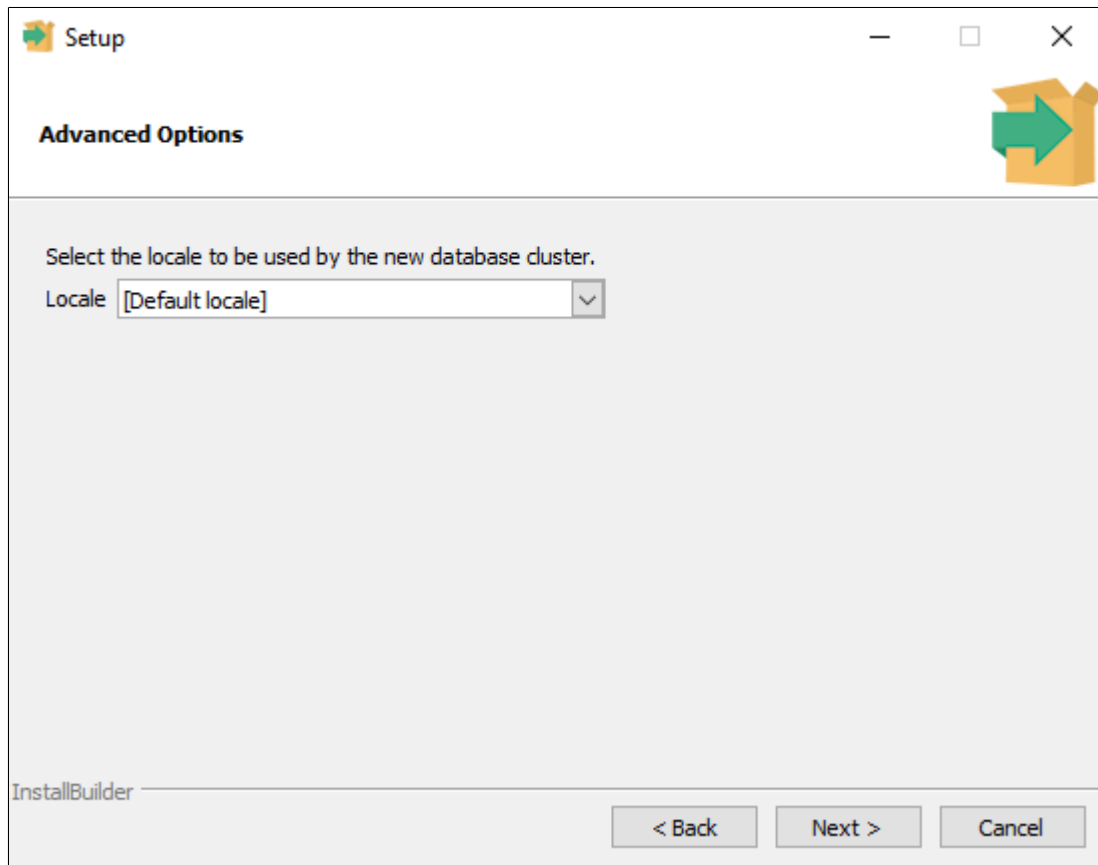 Setup
Advanced Options
Select the locale to be used by the new database cluster.
Locale [Default locale]
InstallBuilder
< Back Next > Cancel